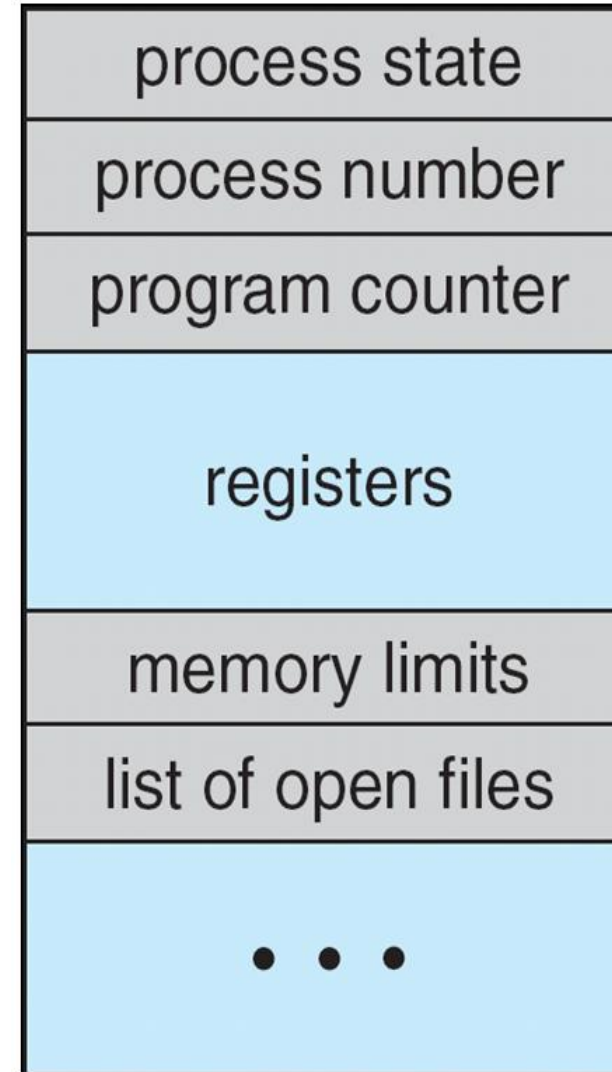 process state
process number
program counter
registers
memory limits
list of open files
• • •